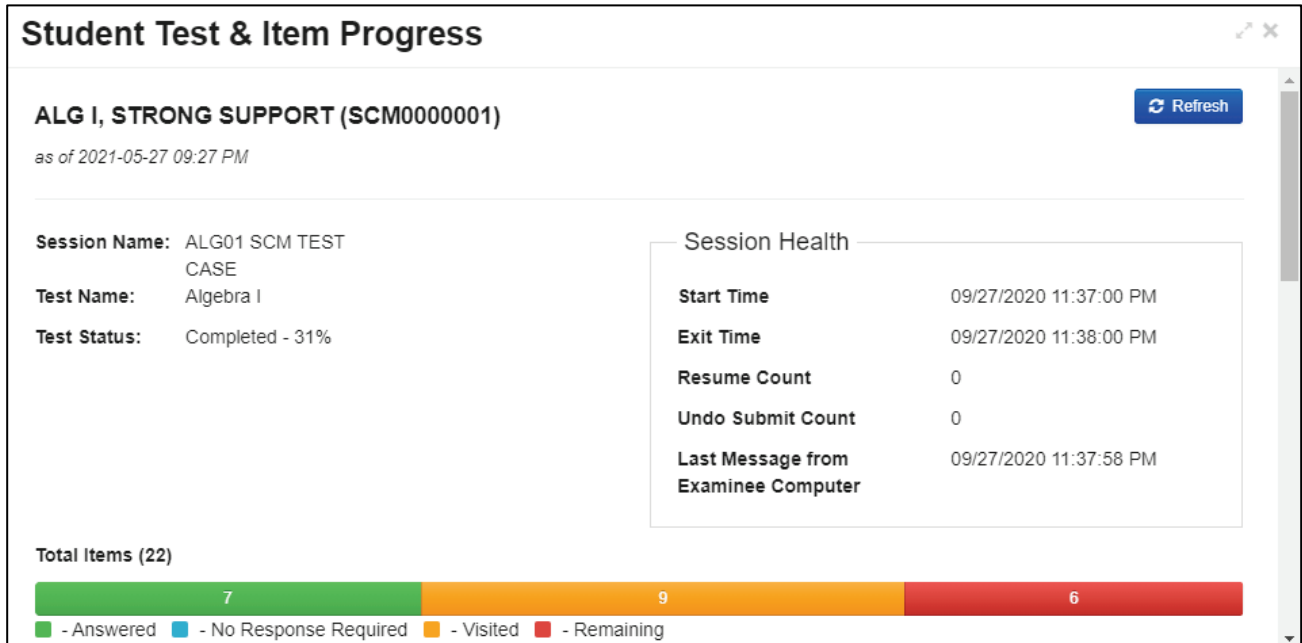 Student Test & Item Progress
ALG I, STRONG SUPPORT (SCM0000001)
Refresh
as of 2021-05-27 09:27 PM
Session Name: ALG01 SCM TEST
CASE
Test Name: Algebra I
Test Status: Completed - 31%
Session Health
Start Time 09/27/2020 11:37:00 PM
Exit Time 09/27/2020 11:38:00 PM
Resume Count 0
Undo Submit Count 0
Last Message from 09/27/2020 11:37:58 PM
Examinee Computer
Total Items (22)
7 9 6
- Answered - No Response Required - Visited - Remaining